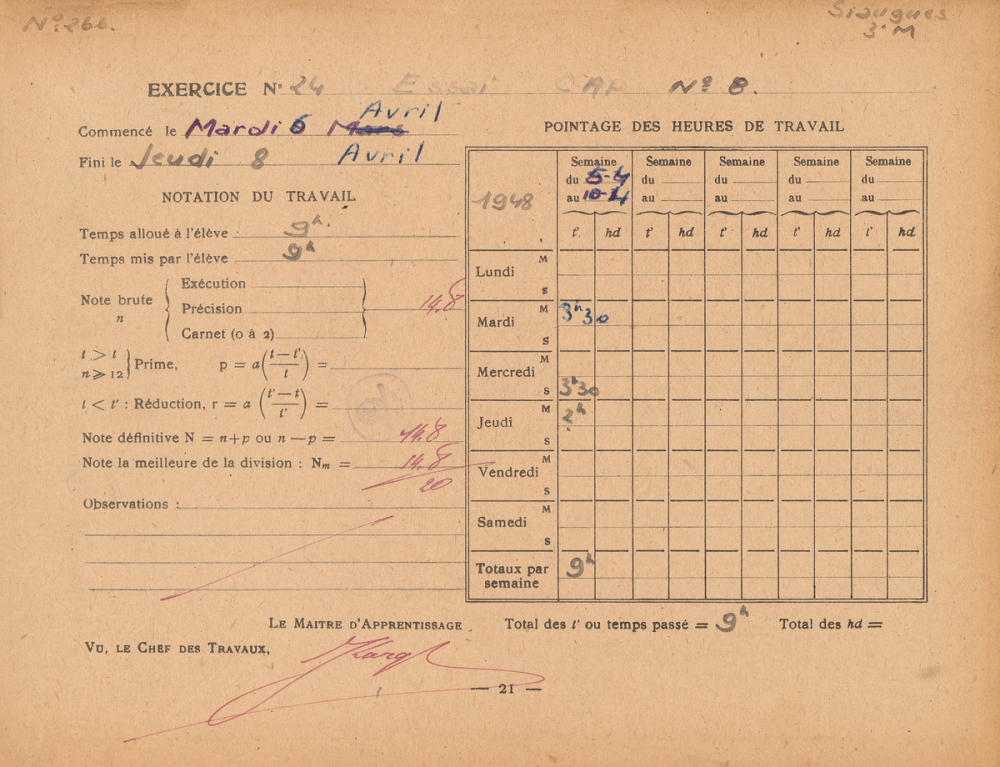 Nº 266.
Siaugues
3ᵉ M
EXERCICE Nº 24 Essai CAP Nº 8.
Avril
Commencé le Mardi 6 Mars
Fini le Jeudi 8 Avril
NOTATION DU TRAVAIL
Temps alloué à l'élève 9ʰ
Temps mis par l'élève 9ʰ
Note brute n
Exécution
Précision 14.8
Carnet (0 à 2)
t > t'
n ⩾ 12
Prime, p = a (t — t' / t) =
t < t' : Réduction, r = a (t' — t / t') =
Note définitive N = n+p ou n — p = 14.8
Note la meilleure de la division : Nm = 14.8
20
Observations :
LE MAITRE D'APPRENTISSAGE
VU, LE CHEF DES TRAVAUX,
POINTAGE DES HEURES DE TRAVAIL
1948
Semaine Semaine Semaine Semaine Semaine
du 5-4 du du du du
au 10-4 au au au au
t' hd t' hd t' hd t' hd t' hd
Lundi M
S
Mardi M 3ʰ30
S
Mercredi M
S 3ʰ30
Jeudi M 2ʰ
S
Vendredi M
S
Samedi M
S
Totaux par semaine 9ʰ
Total des t' ou temps passé = 9ʰ Total des hd =
— 21 —